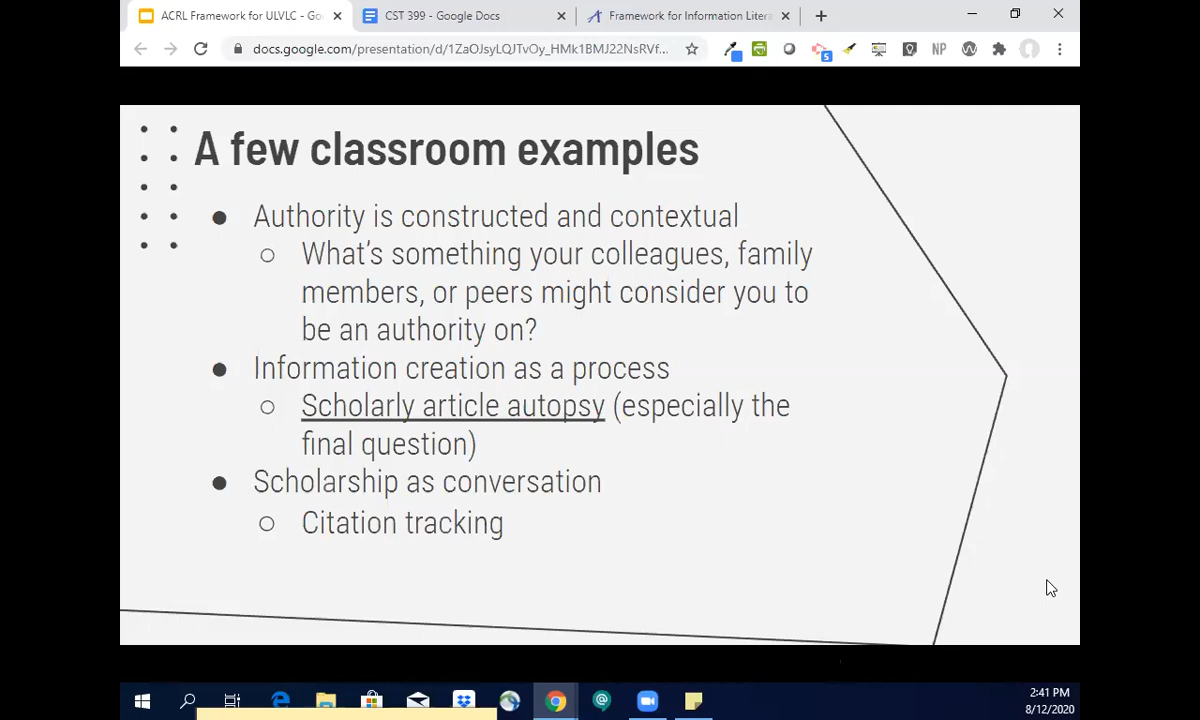 ACRL Framework for ULVLC - Go
CST 399 - Google Docs
Framework for Information Litera
docs.google.com/presentation/d/1ZaOJsyLQJTvOy_HMk1BMJ22NsRVf...
5
NP
A few classroom examples
● Authority is constructed and contextual
○ What's something your colleagues, family
members, or peers might consider you to
be an authority on?
● Information creation as a process
○ Scholarly article autopsy (especially the
final question)
● Scholarship as conversation
○ Citation tracking
2:41 PM
8/12/2020